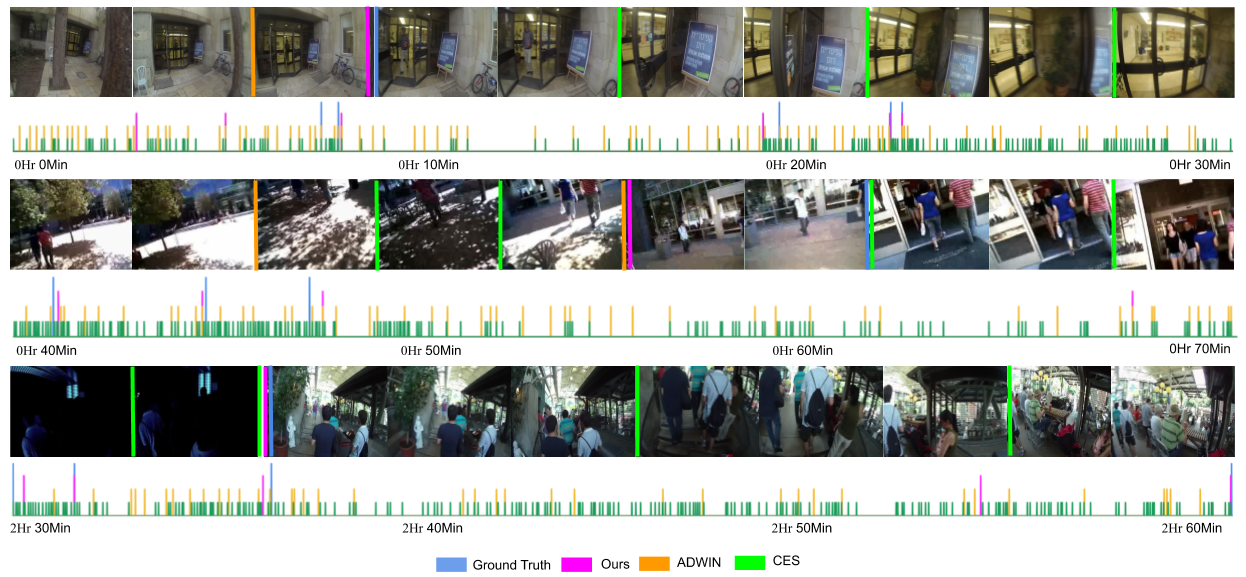 0Hr 0Min 0Hr 10Min 0Hr 20Min 0Hr 30Min
0Hr 40Min 0Hr 50Min 0Hr 60Min 0Hr 70Min
2Hr 30Min 2Hr 40Min 2Hr 50Min 2Hr 60Min
Ground Truth Ours ADWIN CES